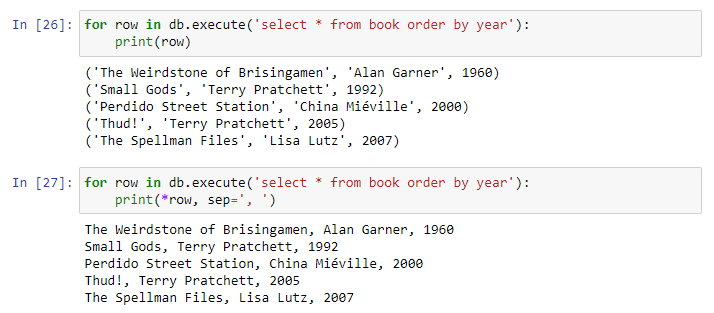 In [26]: for row in db.execute('select * from book order by year'):
    print(row)
('The Weirdstone of Brisingamen', 'Alan Garner', 1960)
('Small Gods', 'Terry Pratchett', 1992)
('Perdido Street Station', 'China Miéville', 2000)
('Thud!', 'Terry Pratchett', 2005)
('The Spellman Files', 'Lisa Lutz', 2007)
In [27]: for row in db.execute('select * from book order by year'):
    print(*row, sep=', ')
The Weirdstone of Brisingamen, Alan Garner, 1960
Small Gods, Terry Pratchett, 1992
Perdido Street Station, China Miéville, 2000
Thud!, Terry Pratchett, 2005
The Spellman Files, Lisa Lutz, 2007